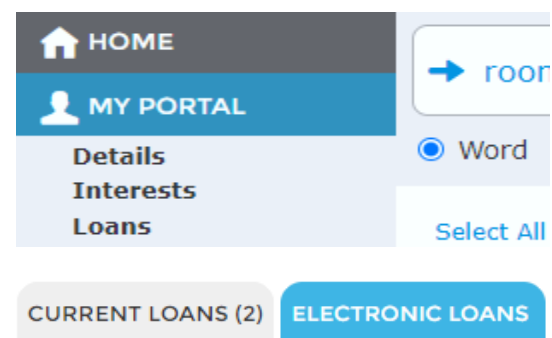 HOME
MY PORTAL
Details
Interests
Loans
Word
Select All
CURRENT LOANS (2) ELECTRONIC LOANS